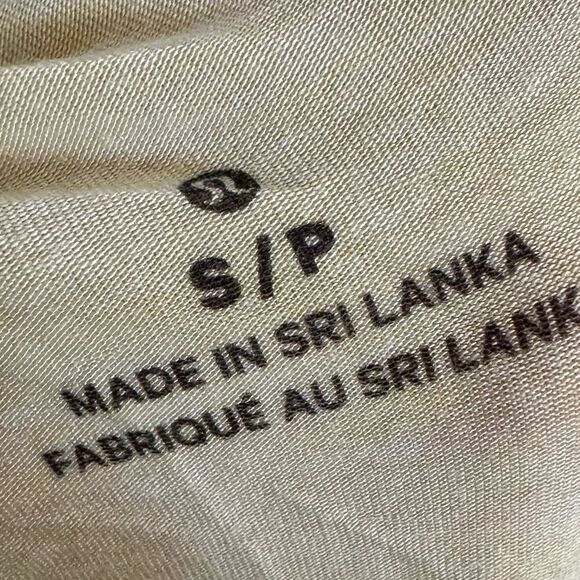 S/P
MADE IN SRI LANKA
FABRIQUÉ AU SRI LANK